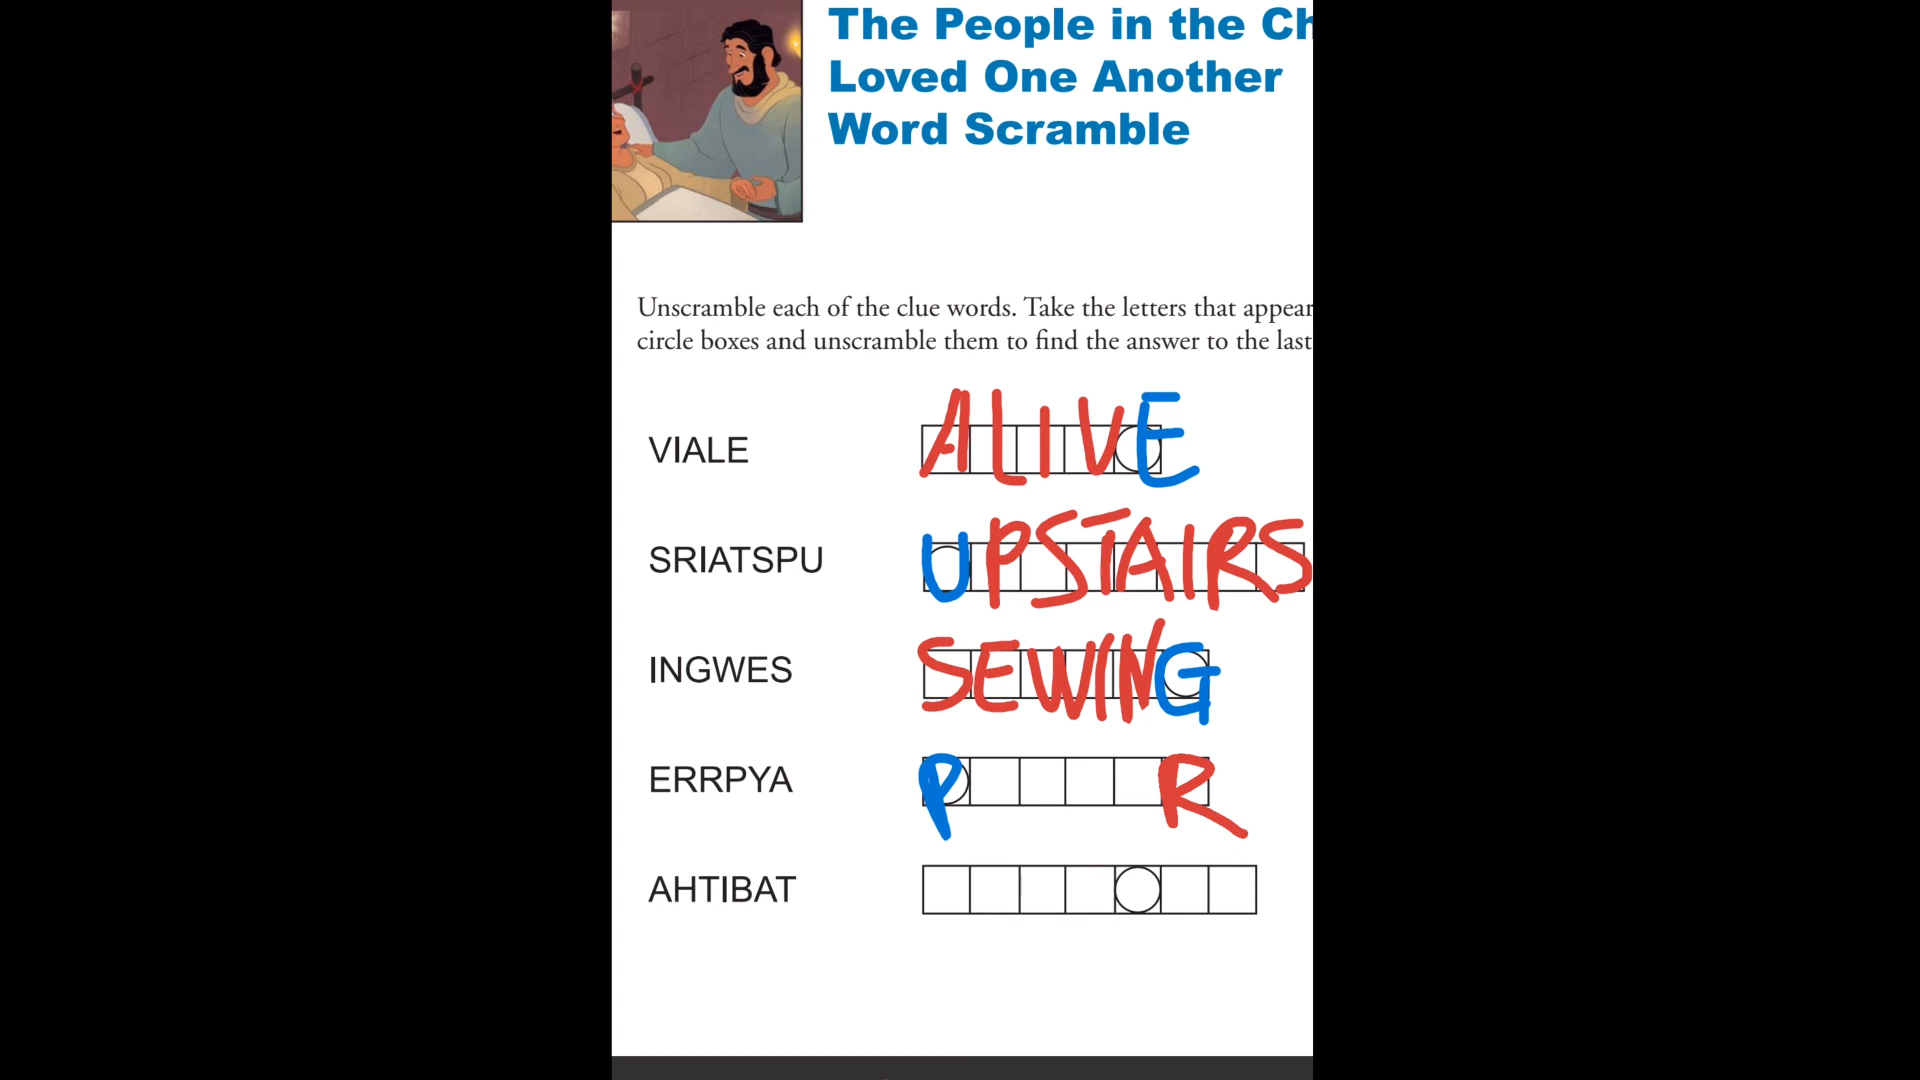 The People in the Ch
Loved One Another
Word Scramble
Unscramble each of the clue words. Take the letters that appear
circle boxes and unscramble them to find the answer to the last
VIALE ALIVE
SRIATSPU UPSTAIRS
INGWES SEWING
ERRPYA P R
AHTIBAT